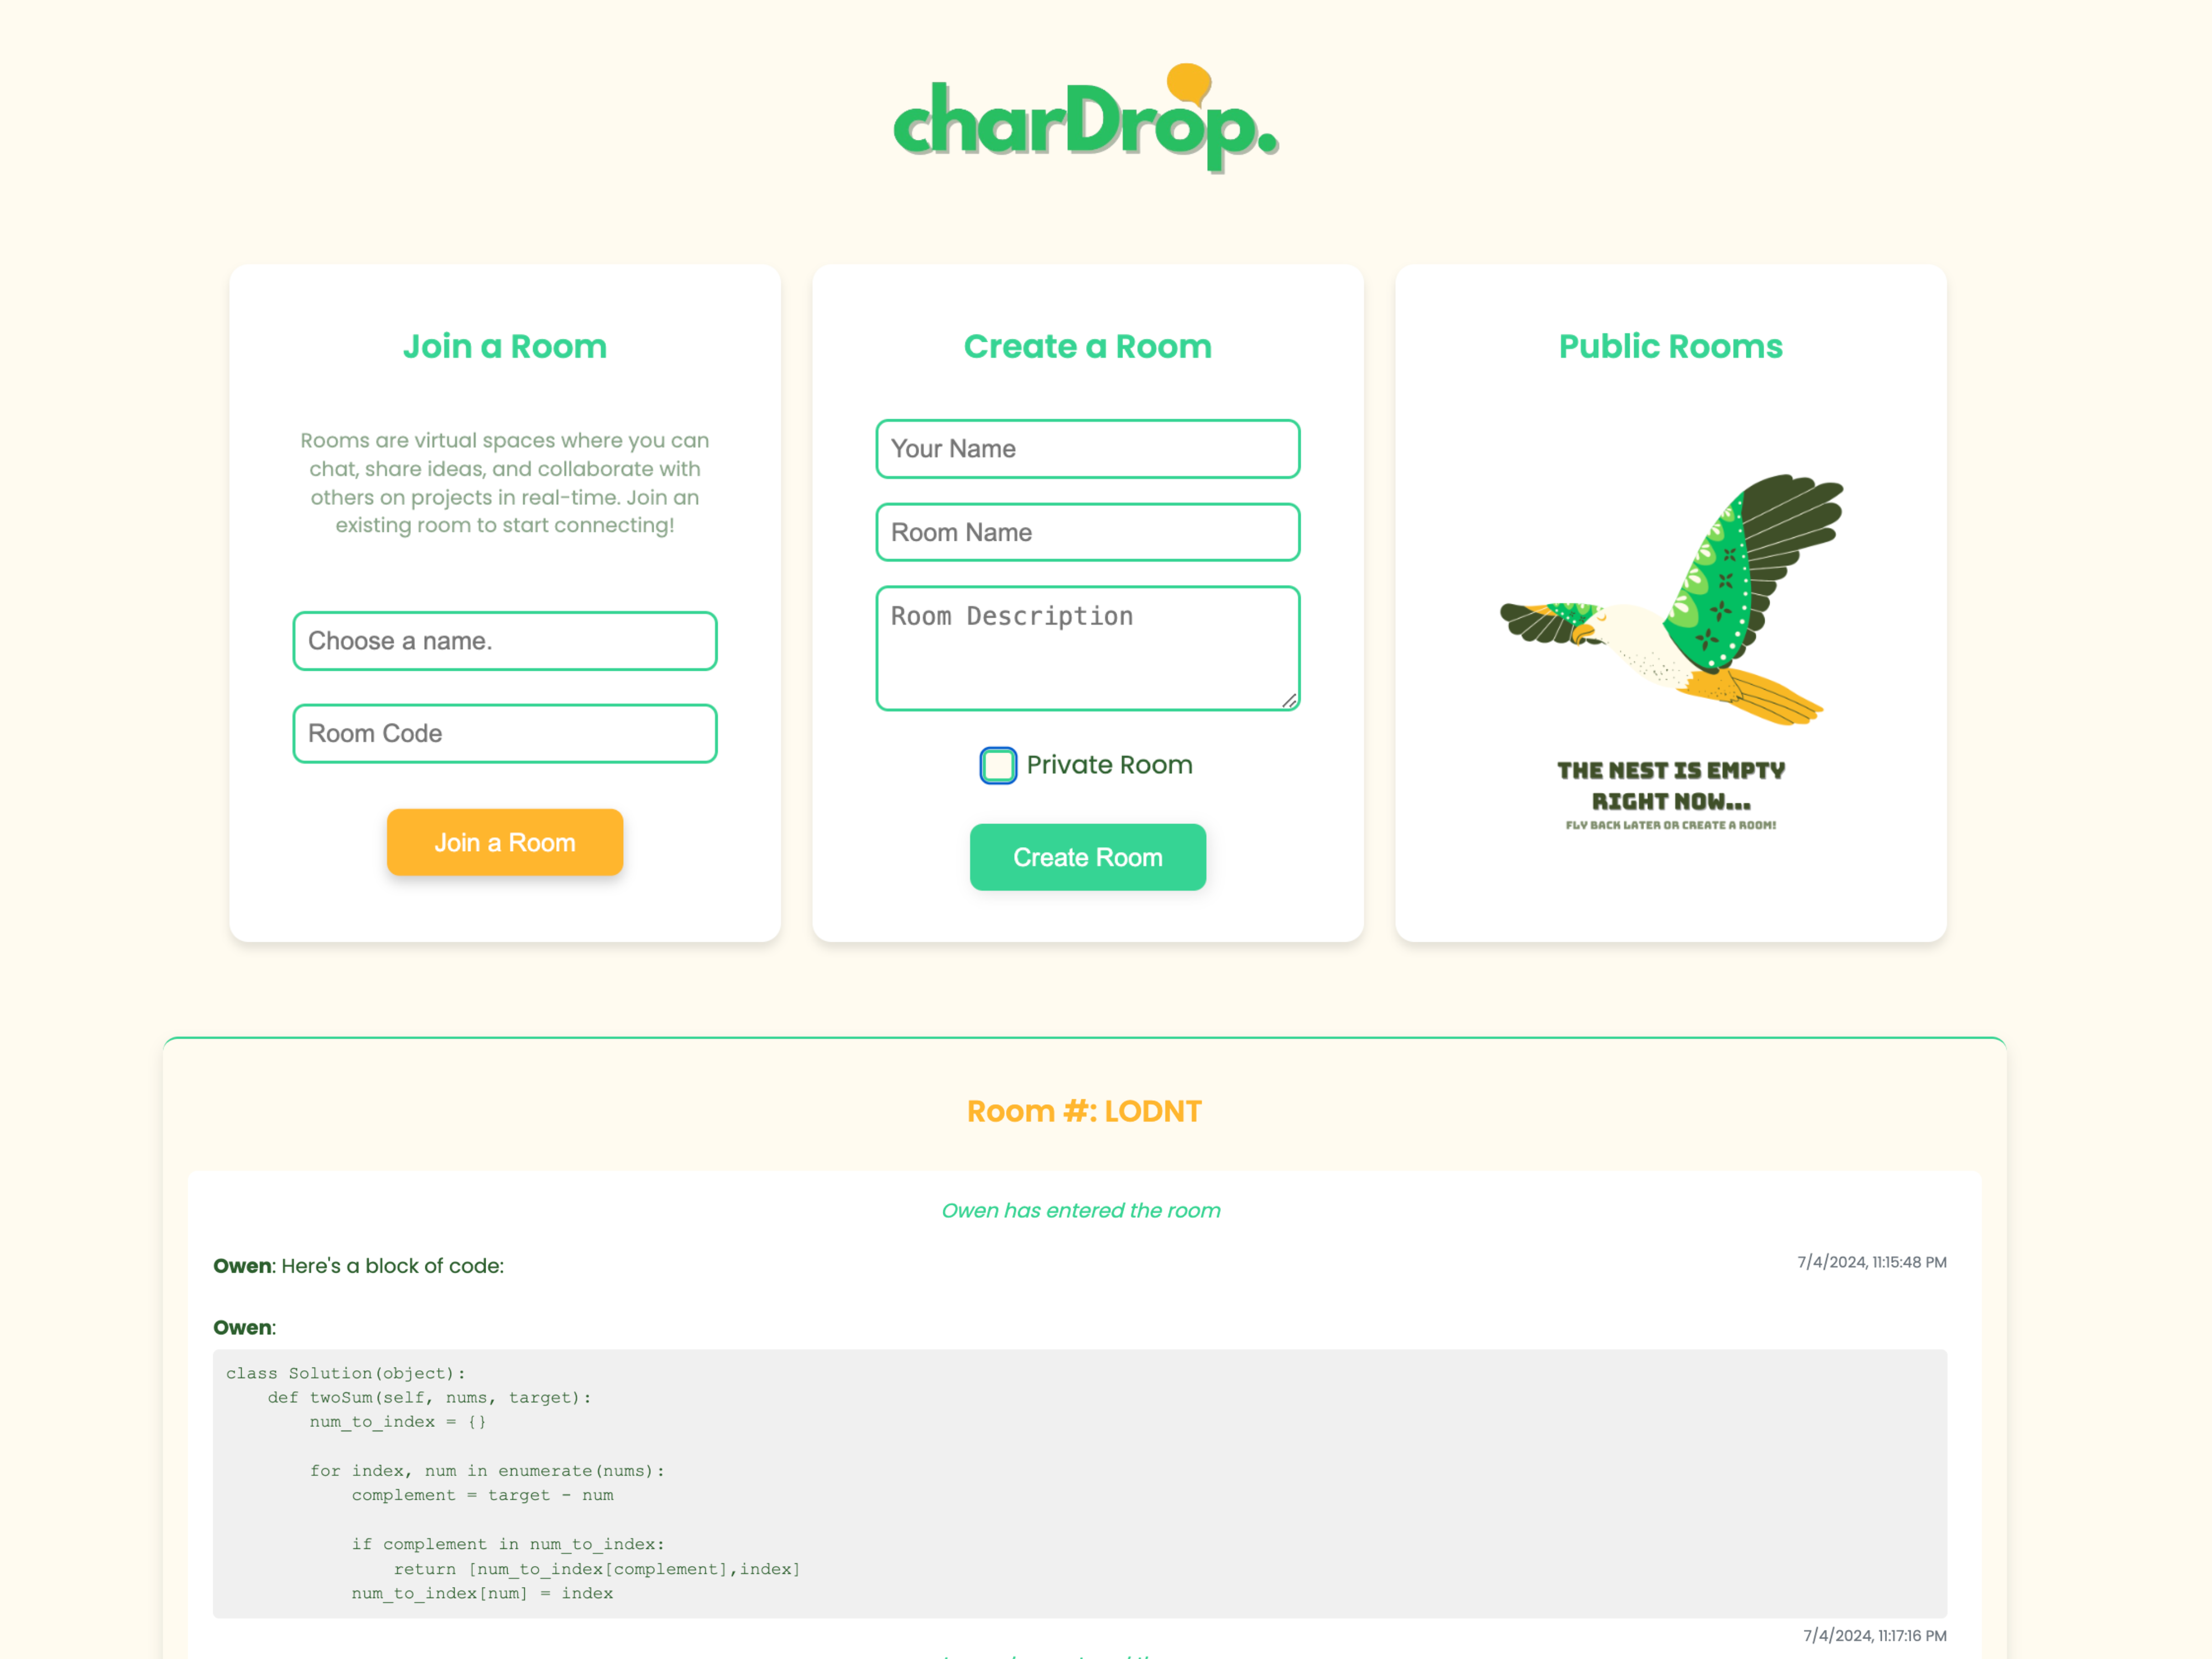 charDrop.
Join a Room
Rooms are virtual spaces where you can
chat, share ideas, and collaborate with
others on projects in real-time. Join an
existing room to start connecting!
Choose a name.
Room Code
Join a Room
Create a Room
Your Name
Room Name
Room Description
Private Room
Create Room
Public Rooms
THE NEST IS EMPTY
RIGHT NOW...
FLY BACK LATER OR CREATE A ROOM!
Room #: LODNT
Owen has entered the room
Owen: Here's a block of code:
7/4/2024, 11:15:48 PM
Owen:
class Solution(object):
    def twoSum(self, nums, target):
        num_to_index = {}
        for index, num in enumerate(nums):
            complement = target - num
            if complement in num_to_index:
                return [num_to_index[complement],index]
            num_to_index[num] = index
7/4/2024, 11:17:16 PM